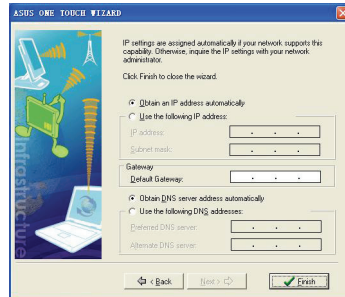 ASUS ONE TOUCH WIZARD
IP settings are assigned automatically if your network supports this
capability. Otherwise, inquire the IP settings with your network
administrator.
Click Finish to close the wizard.
Obtain an IP address automatically
Use the following IP address:
IP address:
Subnet mask:
Gateway
Default Gateway:
Obtain DNS server address automatically
Use the following DNS addresses:
Preferred DNS server:
Alternate DNS server:
< Back
Next >
Finish
Infrastructure